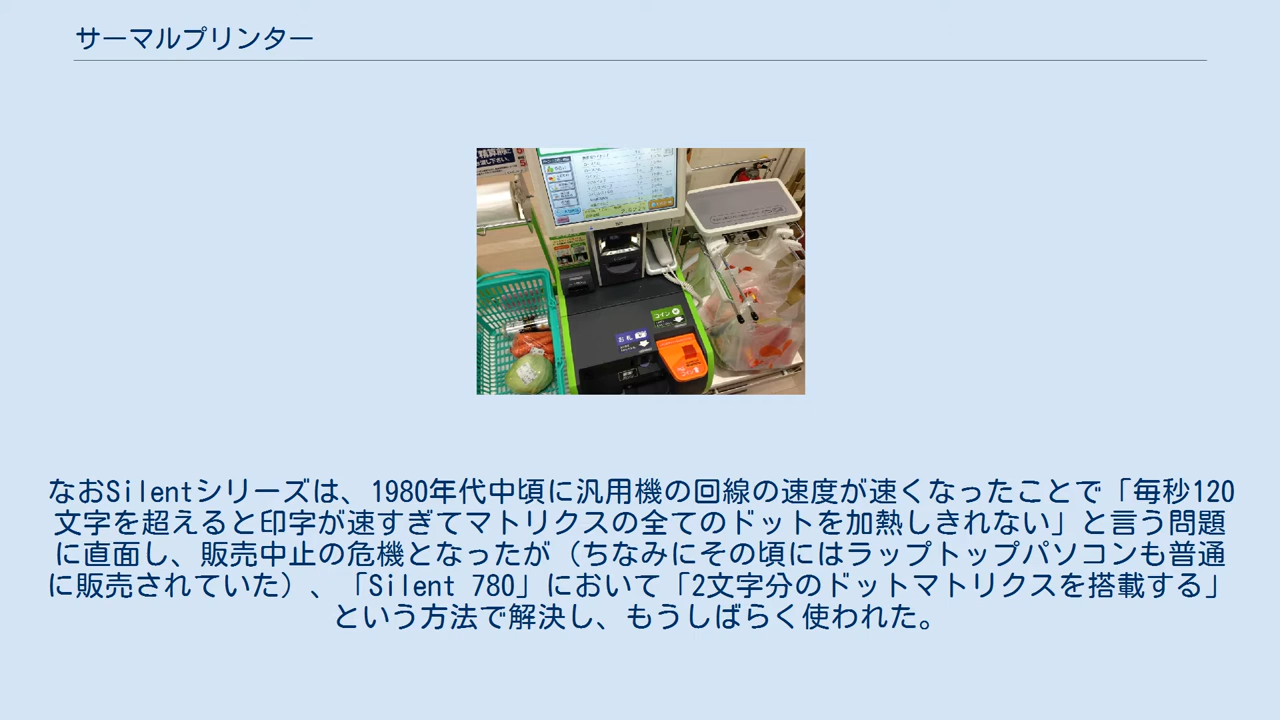 サーマルプリンター
お札
コイン
なおSilentシリーズは、1980年代中頃に汎用機の回線の速度が速くなったことで「毎秒120
文字を超えると印字が速すぎてマトリクスの全てのドットを加熱しきれない」と言う問題
に直面し、販売中止の危機となったが（ちなみにその頃にはラップトップパソコンも普通
に販売されていた）、「Silent 780」において「2文字分のドットマトリクスを搭載する」
という方法で解決し、もうしばらく使われた。